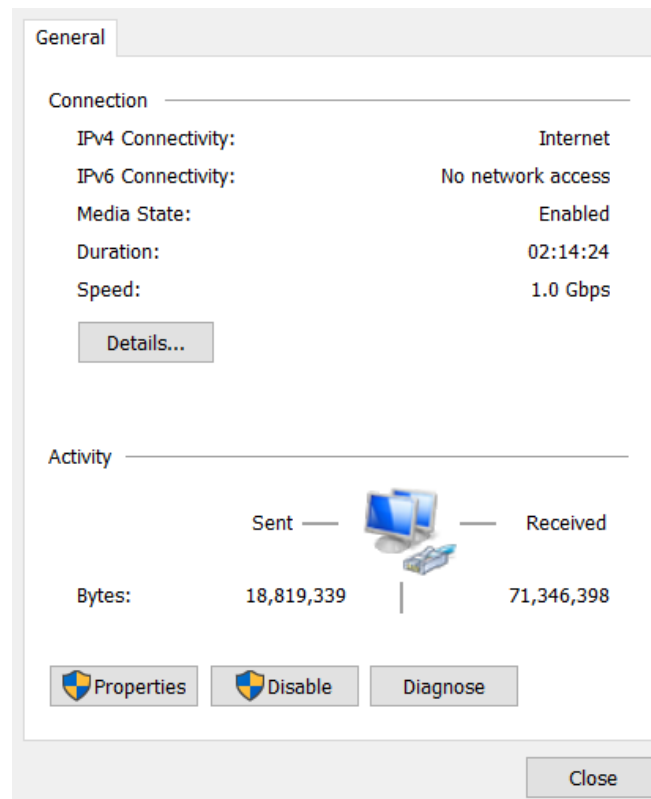 General
Connection
IPv4 Connectivity: Internet
IPv6 Connectivity: No network access
Media State: Enabled
Duration: 02:14:24
Speed: 1.0 Gbps
Details...
Activity
Sent Received
Bytes: 18,819,339 71,346,398
Properties Disable Diagnose
Close